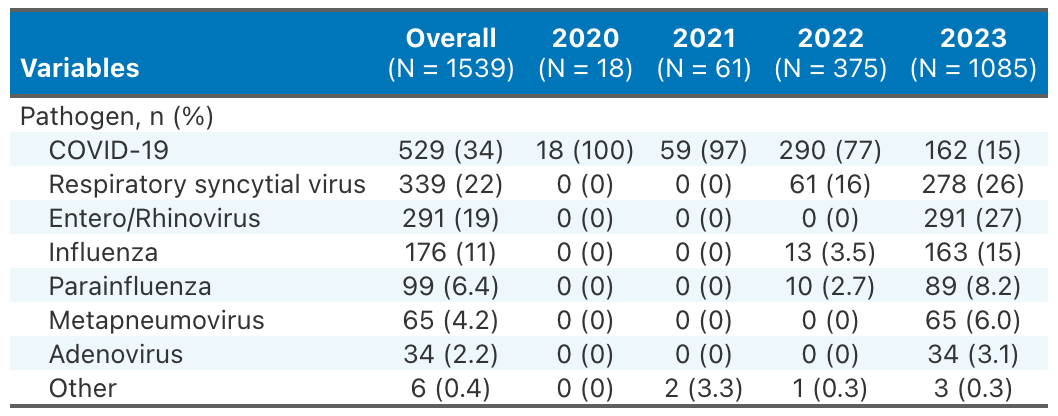 Variables Overall (N = 1539) 2020 (N = 18) 2021 (N = 61) 2022 (N = 375) 2023 (N = 1085)
Pathogen, n (%)
COVID-19 529 (34) 18 (100) 59 (97) 290 (77) 162 (15)
Respiratory syncytial virus 339 (22) 0 (0) 0 (0) 61 (16) 278 (26)
Entero/Rhinovirus 291 (19) 0 (0) 0 (0) 0 (0) 291 (27)
Influenza 176 (11) 0 (0) 0 (0) 13 (3.5) 163 (15)
Parainfluenza 99 (6.4) 0 (0) 0 (0) 10 (2.7) 89 (8.2)
Metapneumovirus 65 (4.2) 0 (0) 0 (0) 0 (0) 65 (6.0)
Adenovirus 34 (2.2) 0 (0) 0 (0) 0 (0) 34 (3.1)
Other 6 (0.4) 0 (0) 2 (3.3) 1 (0.3) 3 (0.3)